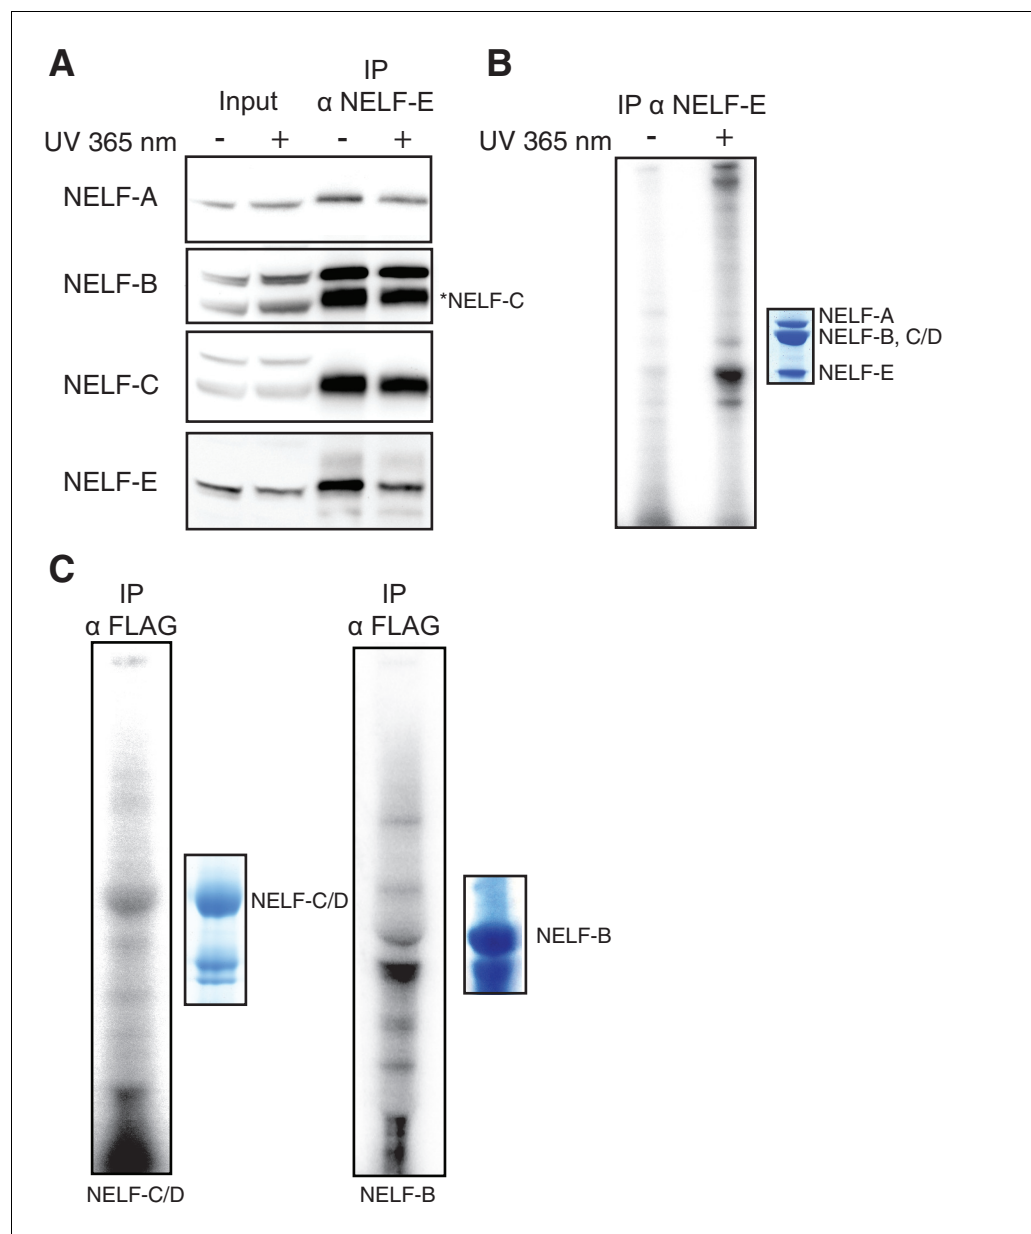 A
B
IP
Input
α NELF-E
UV 365 nm
-
+
-
+
IP α NELF-E
UV 365 nm
-
+
NELF-A
NELF-B
*NELF-C
NELF-C
NELF-E
NELF-A
NELF-B, C/D
NELF-E
C
IP
α FLAG
IP
α FLAG
NELF-C/D
NELF-B
NELF-C/D
NELF-B